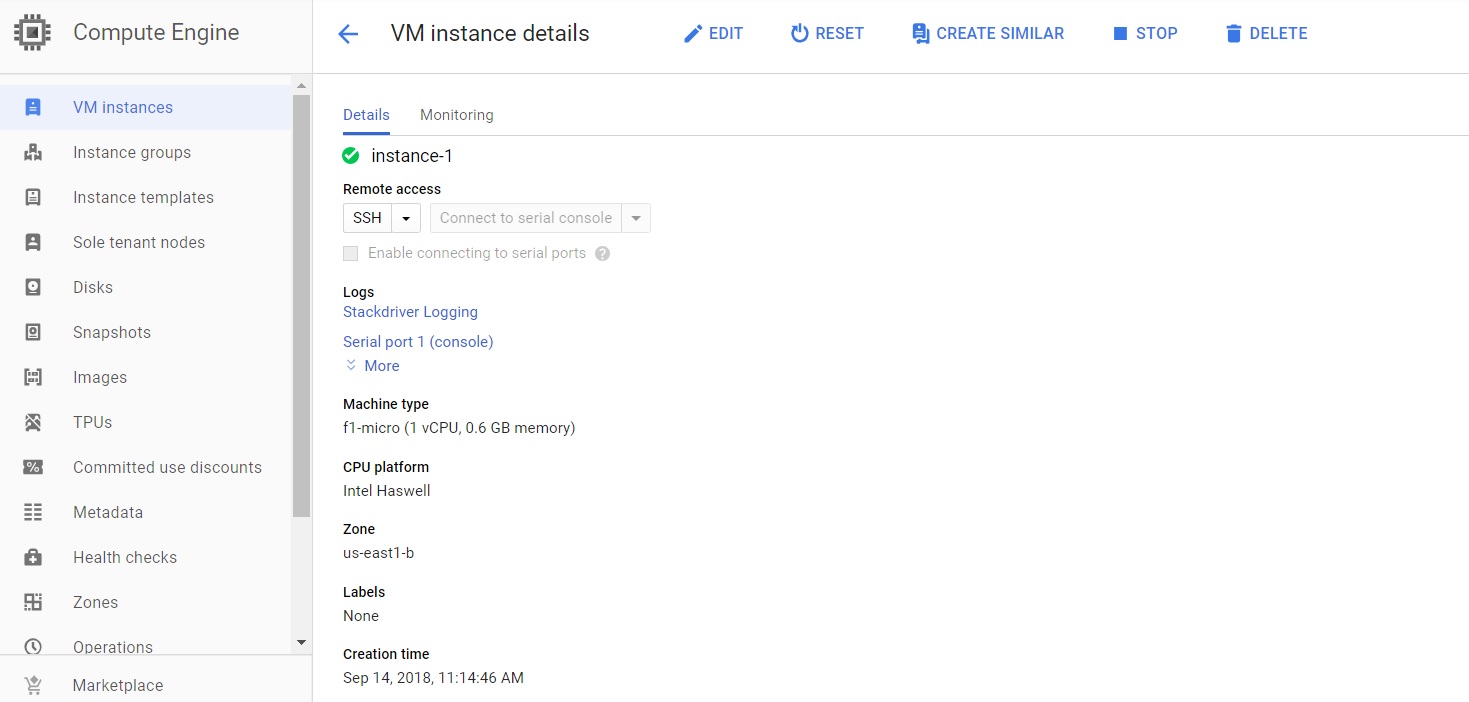 Compute Engine
VM instances
Instance groups
Instance templates
Sole tenant nodes
Disks
Snapshots
Images
TPUs
Committed use discounts
Metadata
Health checks
Zones
Operations
Marketplace
VM instance details
EDIT
RESET
CREATE SIMILAR
STOP
DELETE
Details
Monitoring
instance-1
Remote access
SSH
Connect to serial console
Enable connecting to serial ports ?
Logs
Stackdriver Logging
Serial port 1 (console)
More
Machine type
f1-micro (1 vCPU, 0.6 GB memory)
CPU platform
Intel Haswell
Zone
us-east1-b
Labels
None
Creation time
Sep 14, 2018, 11:14:46 AM